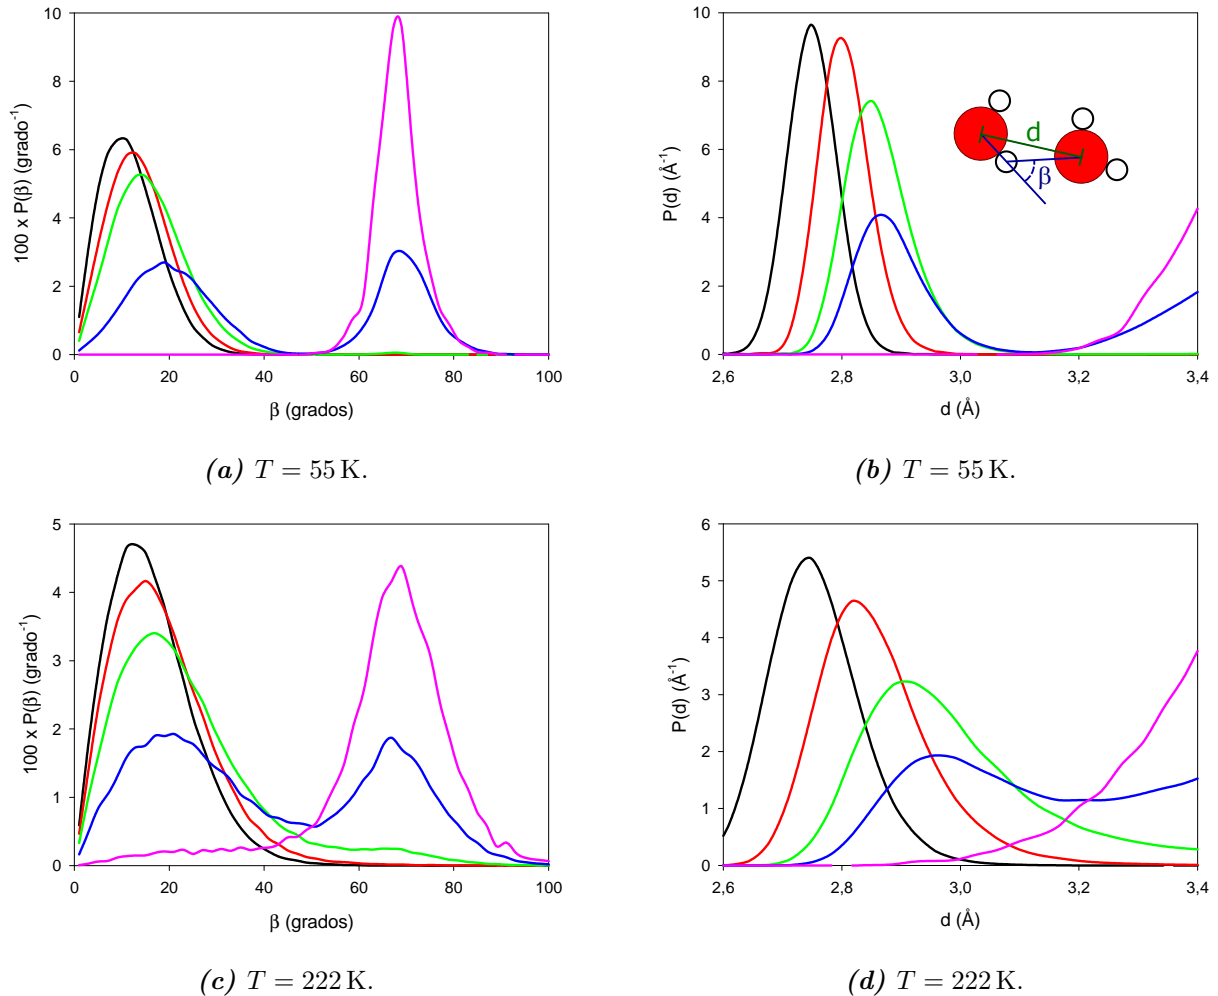 10
8
6
4
2
0
100 x P(β) (grado⁻¹)
0 20 40 60 80 100
β (grados)
(a) T = 55 K.
10
8
6
4
2
0
P(d) (Å⁻¹)
d
β
2,6 2,8 3,0 3,2 3,4
d (Å)
(b) T = 55 K.
5
4
3
2
1
0
100 x P(β) (grado⁻¹)
0 20 40 60 80 100
β (grados)
(c) T = 222 K.
6
5
4
3
2
1
0
P(d) (Å⁻¹)
2,6 2,8 3,0 3,2 3,4
d (Å)
(d) T = 222 K.